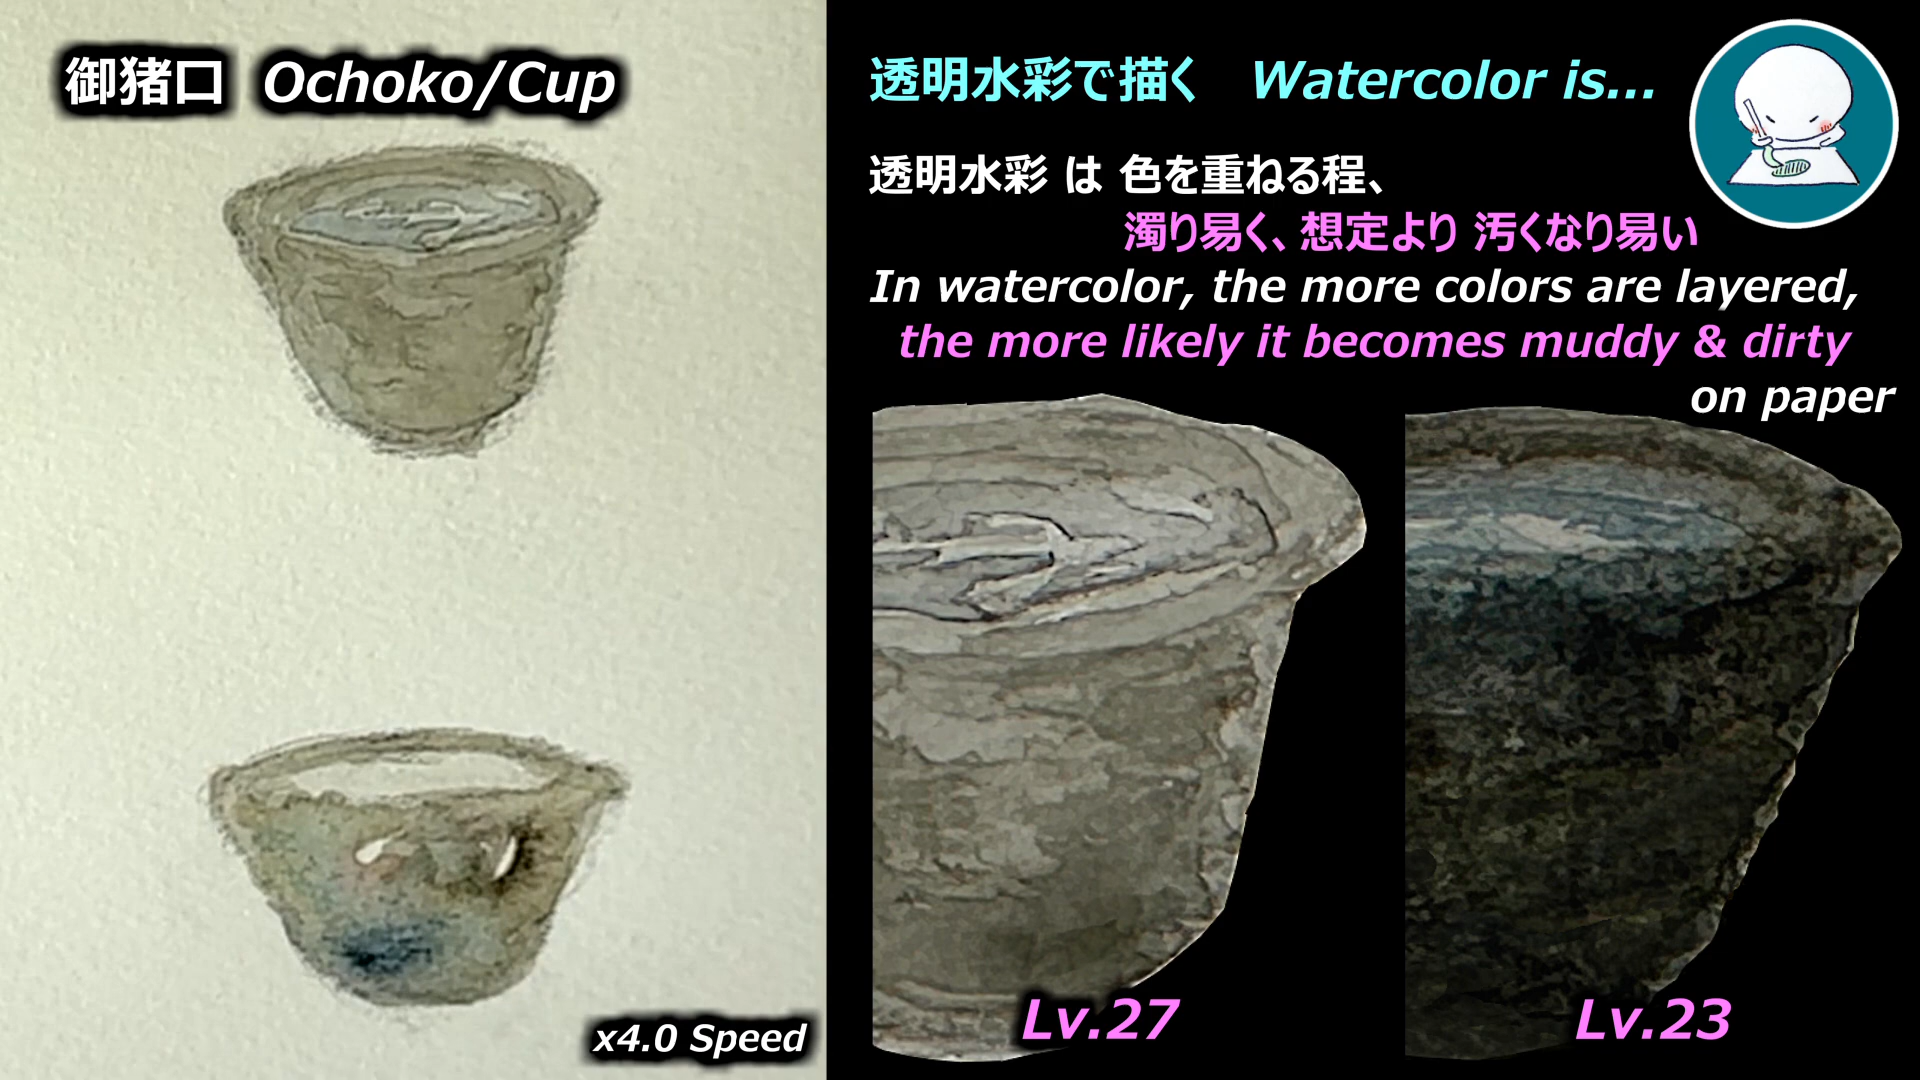 御猪口 Ochoko/Cup
透明水彩で描く Watercolor is...
透明水彩 は 色を重ねる程、
濁り易く、想定より 汚くなり易い
In watercolor, the more colors are layered,
the more likely it becomes muddy & dirty
on paper
Lv.27
Lv.23
x4.0 Speed